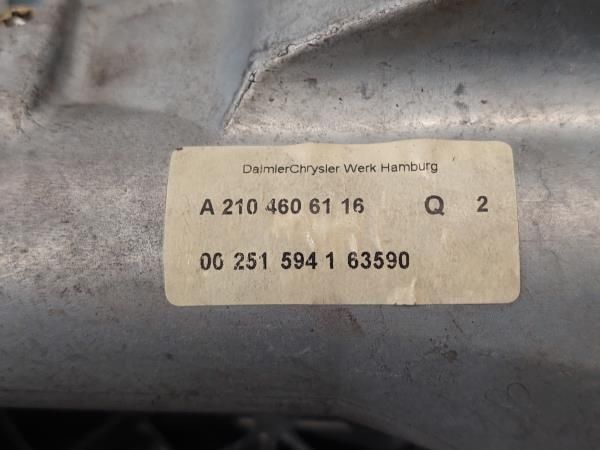 DaimlerChrysler Werk Hamburg
A 210 460 61 16 Q 2
00 251 594 1 63590